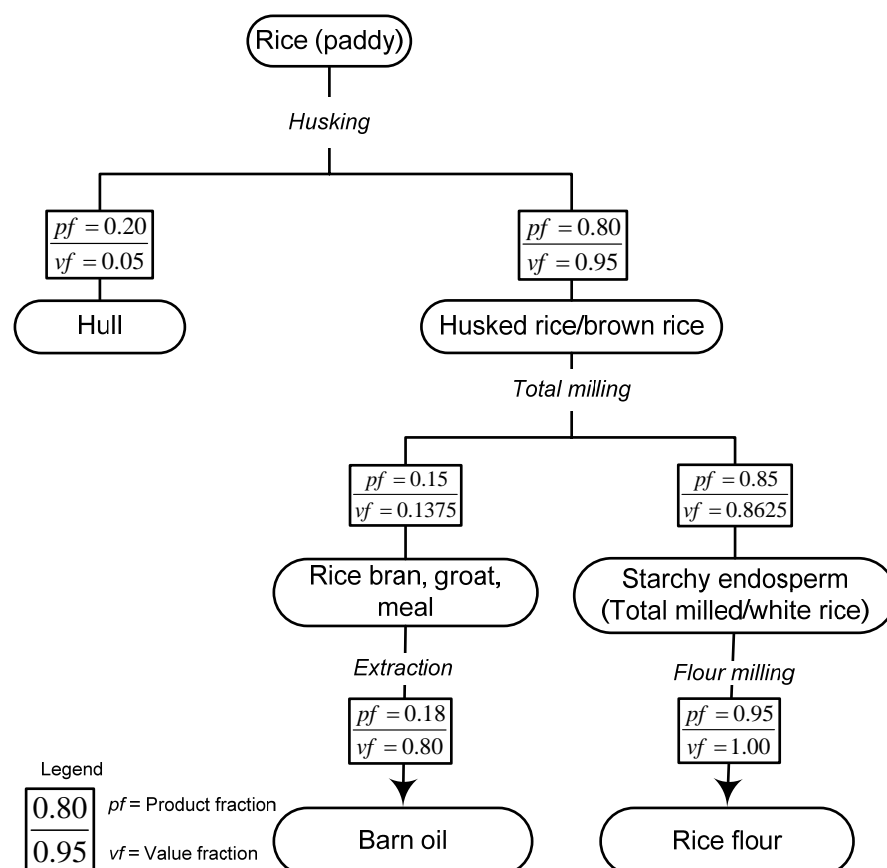 Rice (paddy)
Husking
pf = 0.20
vf = 0.05
pf = 0.80
vf = 0.95
Hull
Husked rice/brown rice
Total milling
pf = 0.15
vf = 0.1375
pf = 0.85
vf = 0.8625
Rice bran, groat,
meal
Starchy endosperm
(Total milled/white rice)
Extraction
Flour milling
pf = 0.18
vf = 0.80
pf = 0.95
vf = 1.00
Barn oil
Rice flour
Legend
0.80
pf = Product fraction
0.95
vf = Value fraction